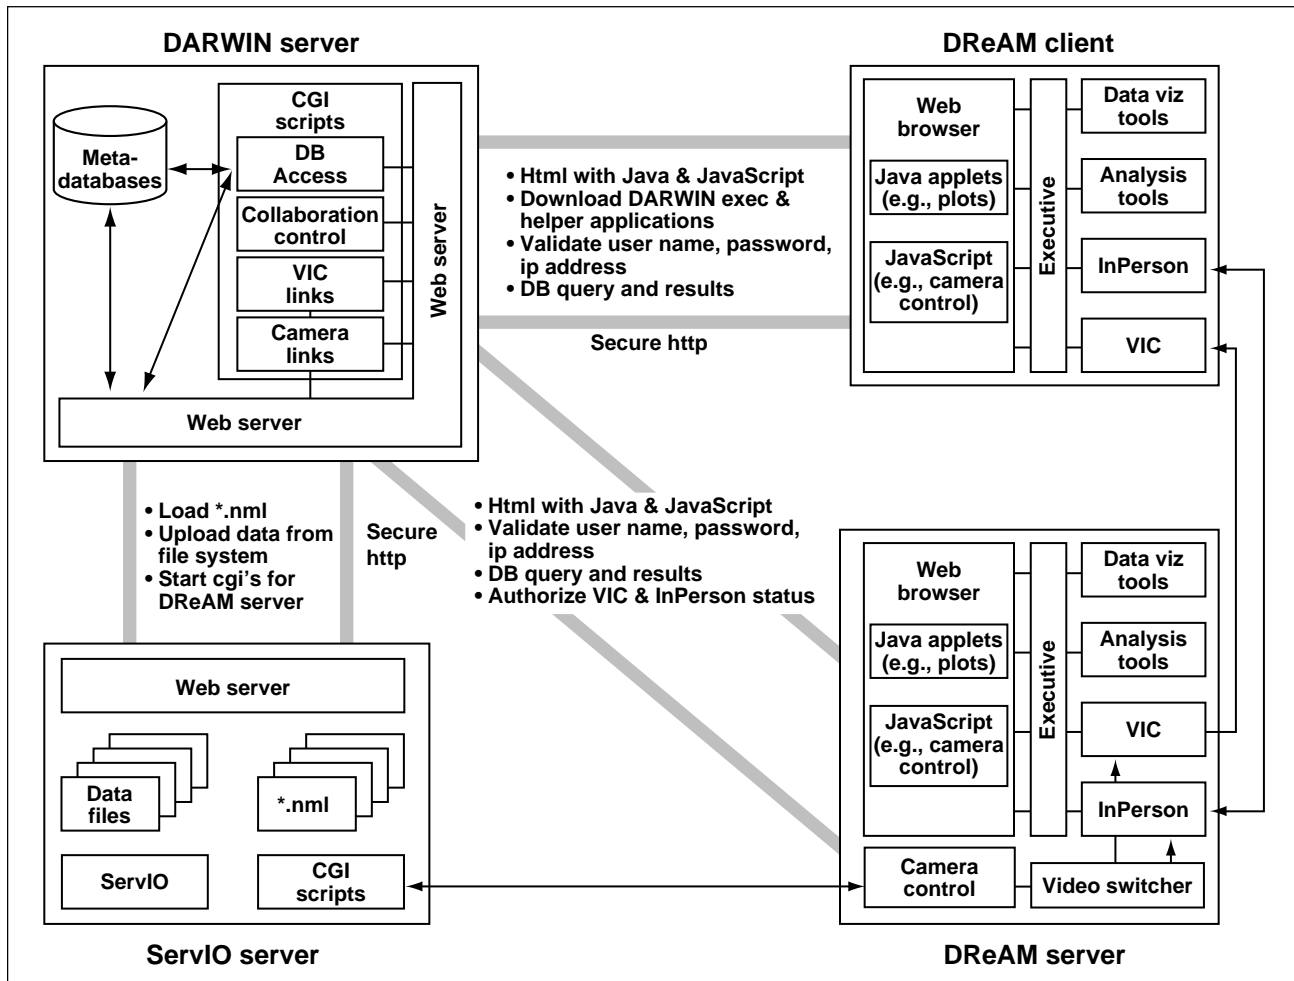 DARWIN server
DReAM client
Meta-
databases
CGI
scripts
DB
Access
Collaboration
control
VIC
links
Camera
links
Web server
Web server
• Html with Java & JavaScript
• Download DARWIN exec &
helper applications
• Validate user name, password,
ip address
• DB query and results
Secure http
Web
browser
Java applets
(e.g., plots)
JavaScript
(e.g., camera
control)
Executive
Data viz
tools
Analysis
tools
InPerson
VIC
• Load *.nml
• Upload data from
file system
• Start cgi's for
DReAM server
Secure
http
• Html with Java & JavaScript
• Validate user name, password,
ip address
• DB query and results
• Authorize VIC & InPerson status
Web server
Data
files
*.nml
ServIO
CGI
scripts
Web
browser
Java applets
(e.g., plots)
JavaScript
(e.g., camera
control)
Executive
Data viz
tools
Analysis
tools
VIC
InPerson
Camera
control
Video switcher
ServIO server
DReAM server